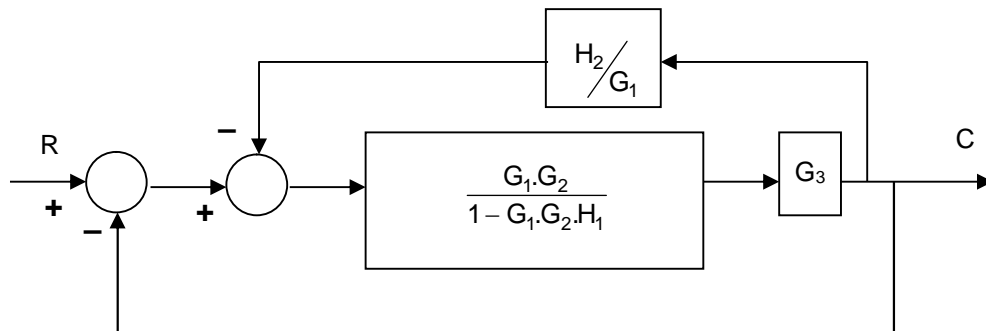 H₂/G₁
−
R
C
G₁.G₂
G₃
1 − G₁.G₂.H₁
+
+
−